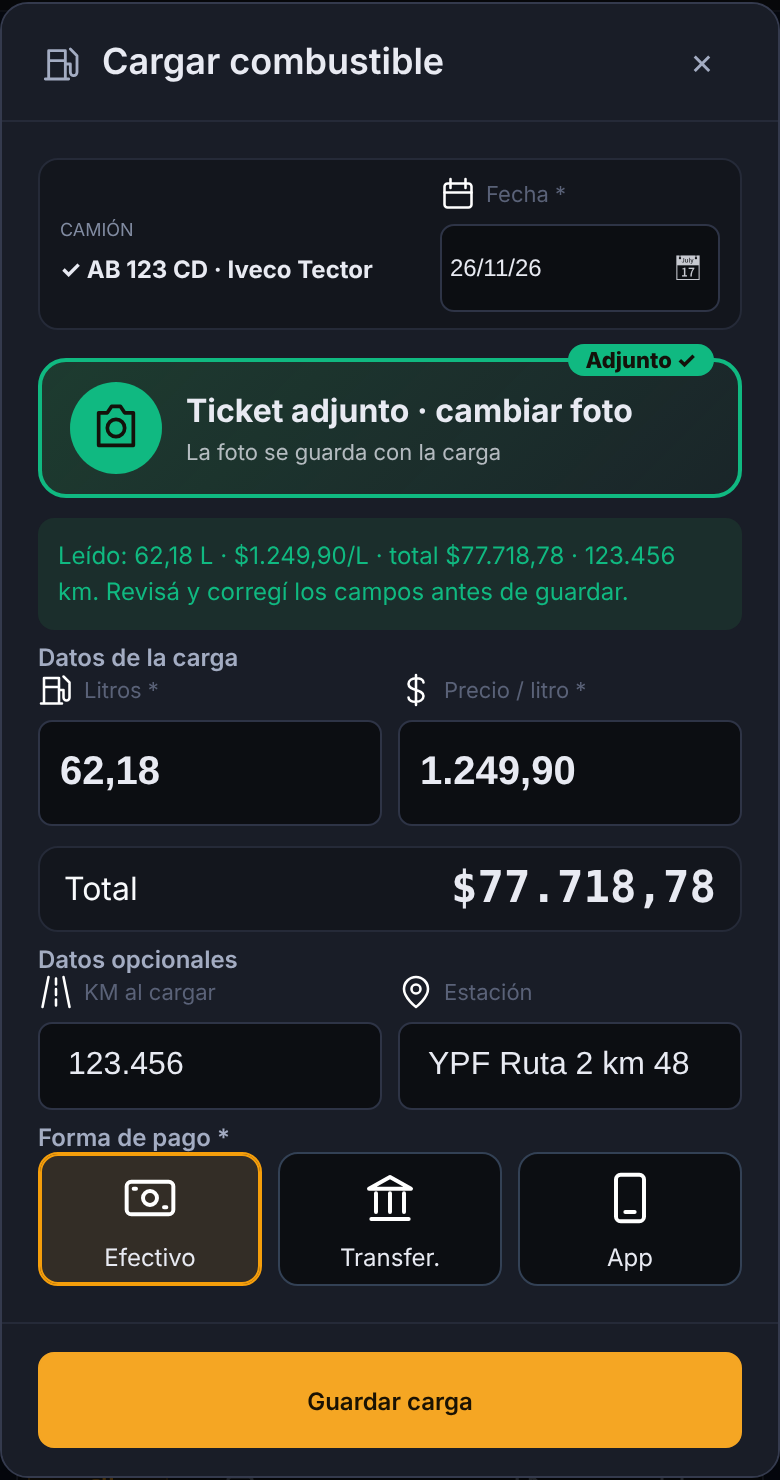 Cargar combustible
CAMIÓN
✓ AB 123 CD · Iveco Tector
Fecha *
26/11/26
Adjunto ✓
Ticket adjunto · cambiar foto
La foto se guarda con la carga
Leído: 62,18 L · $1.249,90/L · total $77.718,78 · 123.456
km. Revisá y corregí los campos antes de guardar.
Datos de la carga
Litros *
Precio / litro *
62,18
1.249,90
Total
$77.718,78
Datos opcionales
KM al cargar
Estación
123.456
YPF Ruta 2 km 48
Forma de pago *
Efectivo
Transfer.
App
Guardar carga